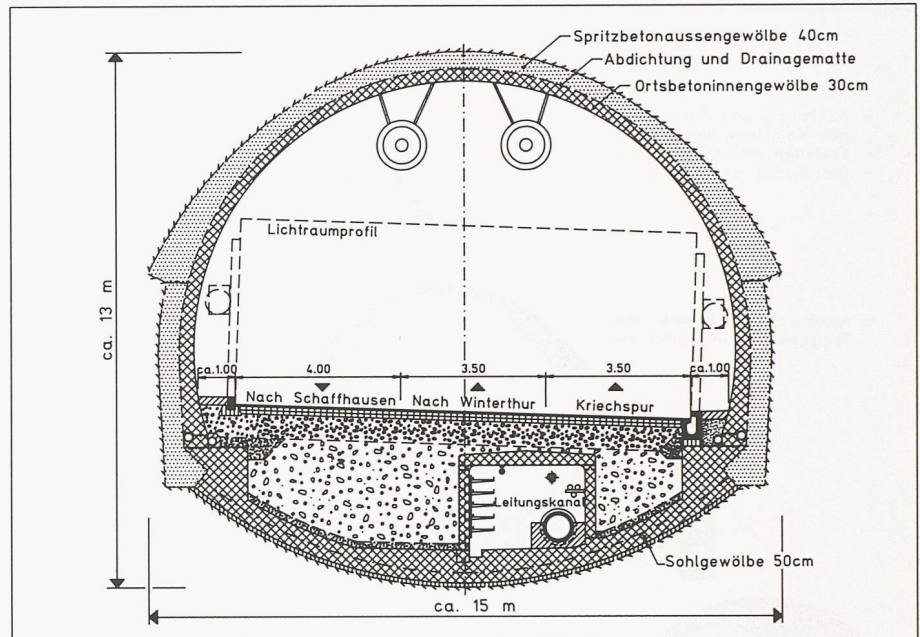 Spritzbetonaussengewölbe 40cm
Abdichtung und Drainagematte
Ortsbetoninnengewölbe 30cm
Lichtraumprofil
ca. 13 m
ca.1.00 4.00 3.50 3.50 ca.1.00
Nach Schaffhausen Nach Winterthur Kriechspur
Leitungskanal
Sohlgewölbe 50cm
ca. 15 m